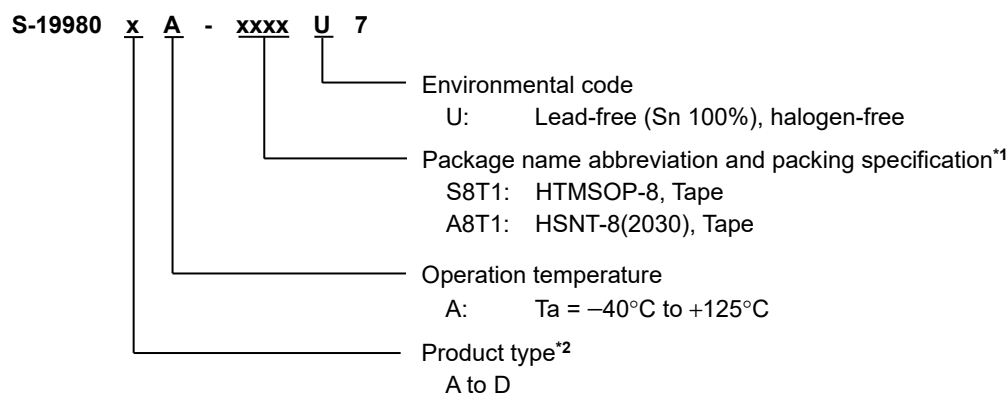 S-19980 x A - xxxx U 7
Environmental code
U: Lead-free (Sn 100%), halogen-free
Package name abbreviation and packing specification*1
S8T1: HTMSOP-8, Tape
A8T1: HSNT-8(2030), Tape
Operation temperature
A: Ta = −40°C to +125°C
Product type*2
A to D